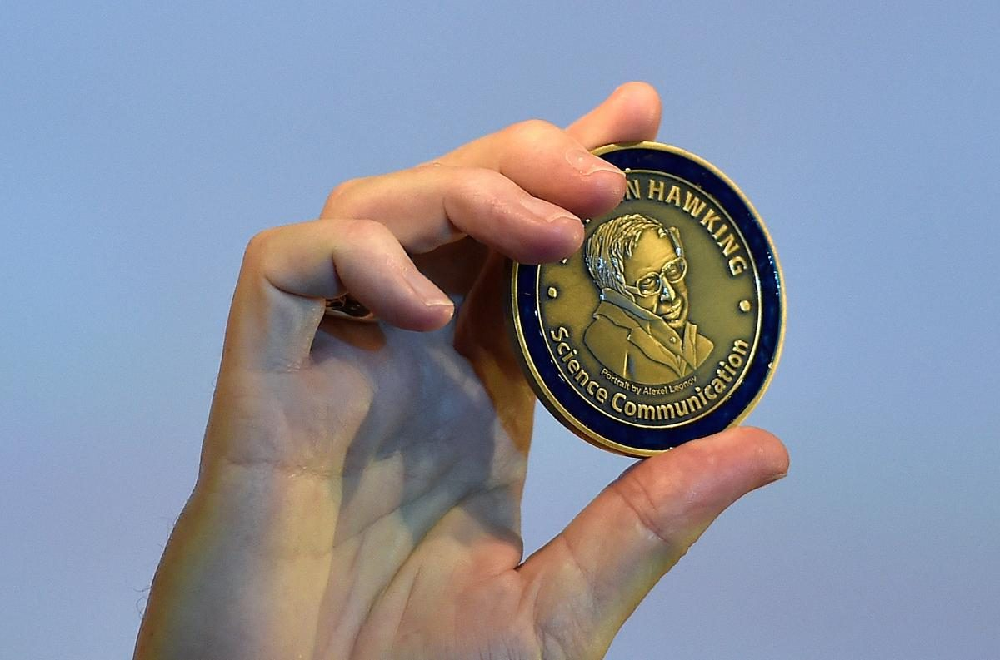 N HAWKING
Portrait by Alexei Leonov
Science Communication